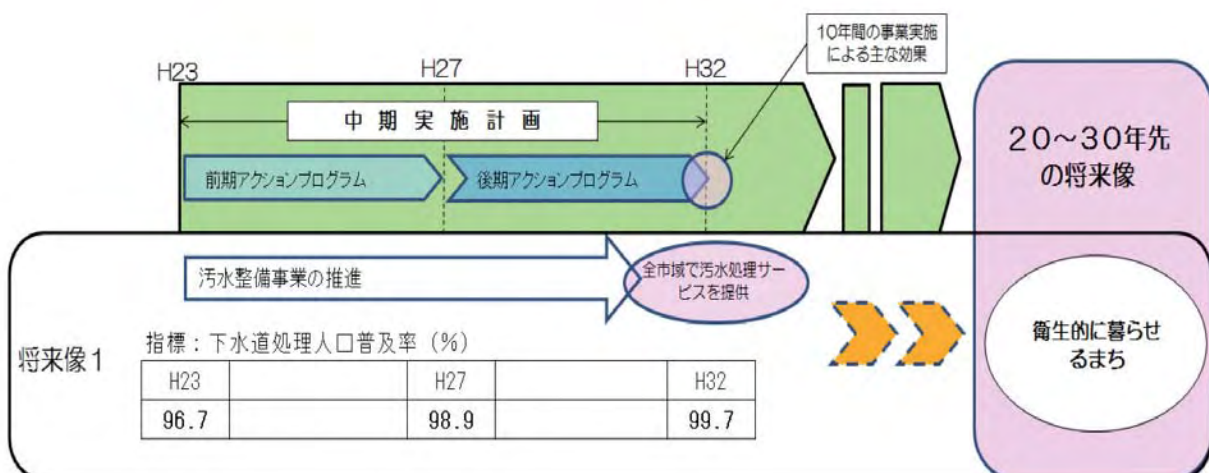 10年間の事業実施
による主な効果
H23
H27
H32
中期実施計画
前期アクションプログラム
後期アクションプログラム
20~30年先
の将来像
汚水整備事業の推進
全市域で汚水処理サー
ビスを提供
将来像1
指標:下水道処理人口普及率(%)
H23 H27 H32
96.7 98.9 99.7
衛生的に暮らせ
るまち